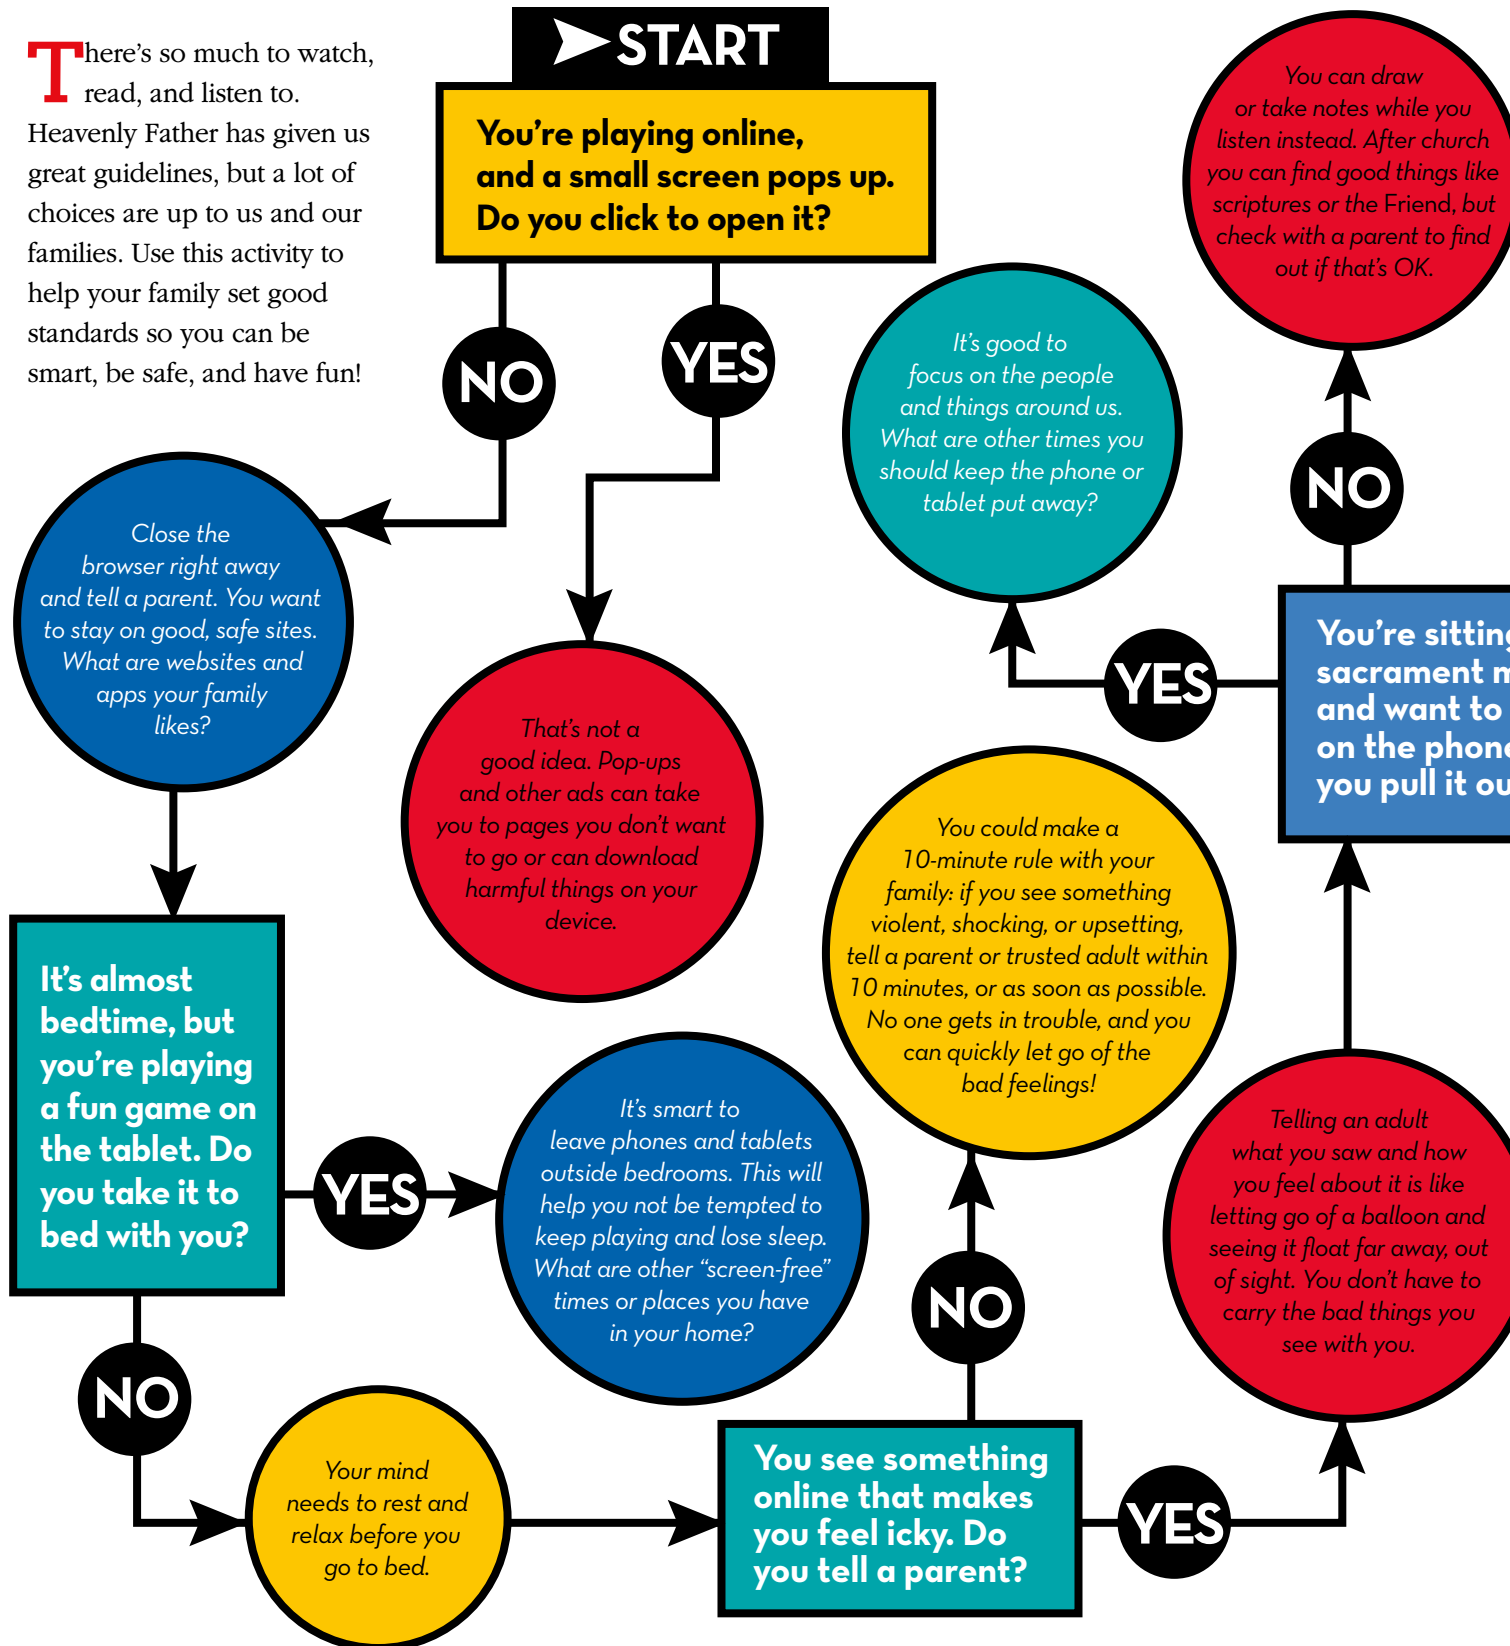 There's so much to watch,
read, and listen to.
Heavenly Father has given us
great guidelines, but a lot of
choices are up to us and our
families. Use this activity to
help your family set good
standards so you can be
smart, be safe, and have fun!
START
You're playing online,
and a small screen pops up.
Do you click to open it?
NO
YES
Close the
browser right away
and tell a parent. You want
to stay on good, safe sites.
What are websites and
apps your family
likes?
That's not a
good idea. Pop-ups
and other ads can take
you to pages you don't want
to go or can download
harmful things on your
device.
It's almost
bedtime, but
you're playing
a fun game on
the tablet. Do
you take it to
bed with you?
YES
It's smart to
leave phones and tablets
outside bedrooms. This will
help you not be tempted to
keep playing and lose sleep.
What are other “screen-free”
times or places you have
in your home?
NO
Your mind
needs to rest and
relax before you
go to bed.
You see something
online that makes
you feel icky. Do
you tell a parent?
NO
You could make a
10-minute rule with your
family: if you see something
violent, shocking, or upsetting,
tell a parent or trusted adult within
10 minutes, or as soon as possible.
No one gets in trouble, and you
can quickly let go of the
bad feelings!
YES
Telling an adult
what you saw and how
you feel about it is like
letting go of a balloon and
seeing it float far away, out
of sight. You don't have to
carry the bad things you
see with you.
You're sitting
sacrament
and want to
on the phone
you pull it
YES
It's good to
focus on the people
and things around us.
What are other times you
should keep the phone or
tablet put away?
NO
You can draw
or take notes while you
listen instead. After church
you can find good things like
scriptures or the Friend, but
check with a parent to find
out if that's OK.